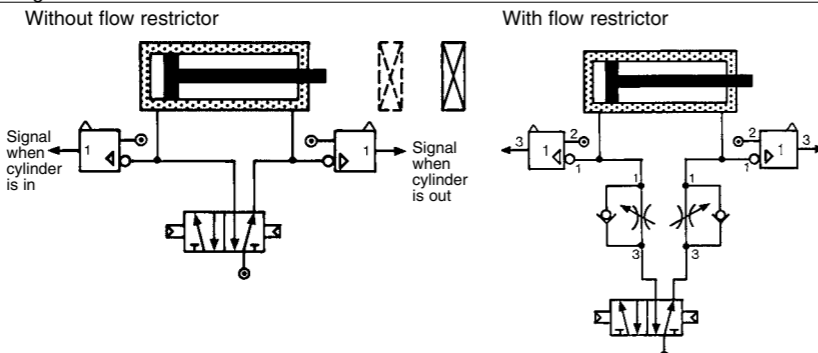 Without flow restrictor
With flow restrictor
Signal
when
cylinder
is in
1
1
Signal
when
cylinder
is out
3
2
1
1
2
1
3
1
1
1
3
3